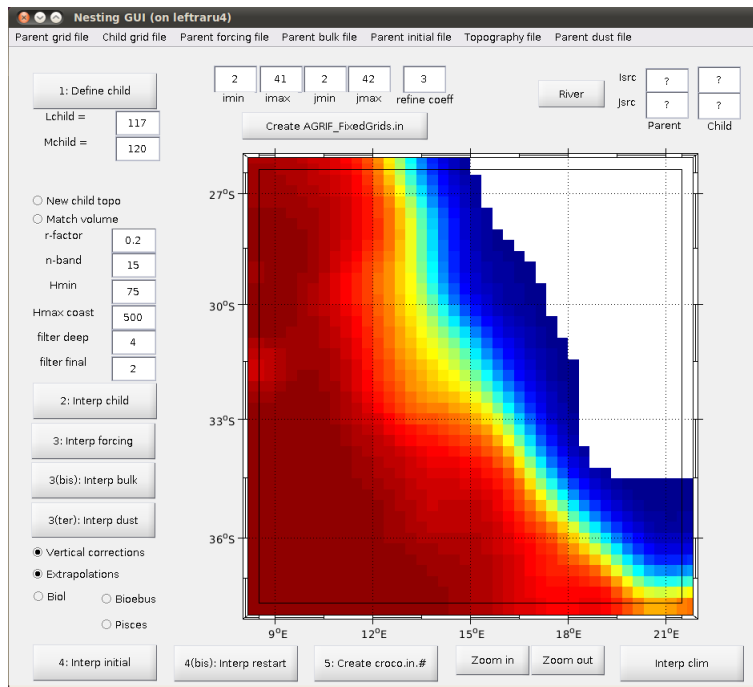 Nesting GUI (on leftraru4)
Parent grid file Child grid file Parent forcing file Parent bulk file Parent initial file Topography file Parent dust file
1: Define child
Lchild = 117
Mchild = 120
2 41 2 42 3
imin imax jmin jmax refine coeff
Create AGRIF_FixedGrids.in
River
Isrc ? ?
Jsrc ? ?
Parent Child
New child topo
Match volume
r-factor 0.2
n-band 15
Hmin 75
Hmax coast 500
filter deep 4
filter final 2
2: Interp child
3: Interp forcing
3(bis): Interp bulk
3(ter): Interp dust
Vertical corrections
Extrapolations
Biol Bioebus
Pisces
27°S
30°S
33°S
36°S
9°E 12°E 15°E 18°E 21°E
4: Interp initial 4(bis): Interp restart 5: Create croco.in.# Zoom in Zoom out Interp clim